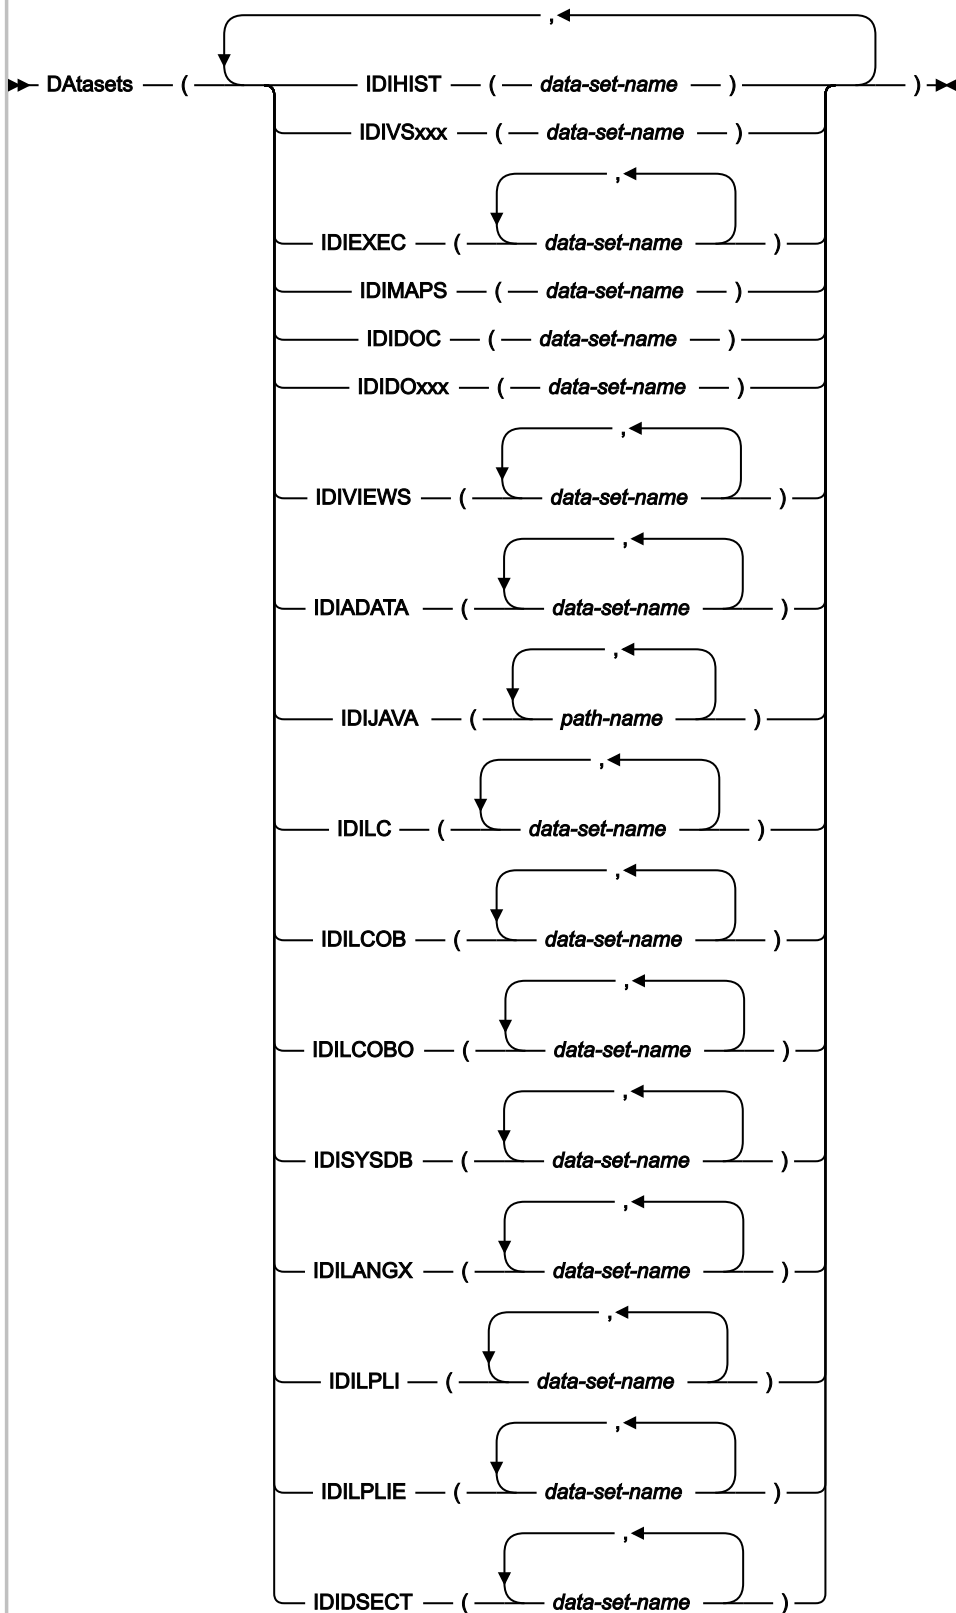 ,
DAtasets ( IDIHIST ( data-set-name ) )
IDIVSxxx ( data-set-name )
,
IDIEXEC ( data-set-name )
IDIMAPS ( data-set-name )
IDIDOC ( data-set-name )
IDIDOxxx ( data-set-name )
,
IDIVIEWS ( data-set-name )
,
IDIADATA ( data-set-name )
,
IDIJAVA ( path-name )
,
IDILC ( data-set-name )
,
IDILCOB ( data-set-name )
,
IDILCOBO ( data-set-name )
,
IDISYSDB ( data-set-name )
,
IDILANGX ( data-set-name )
,
IDILPLI ( data-set-name )
,
IDILPLIE ( data-set-name )
,
IDIDSECT ( data-set-name )